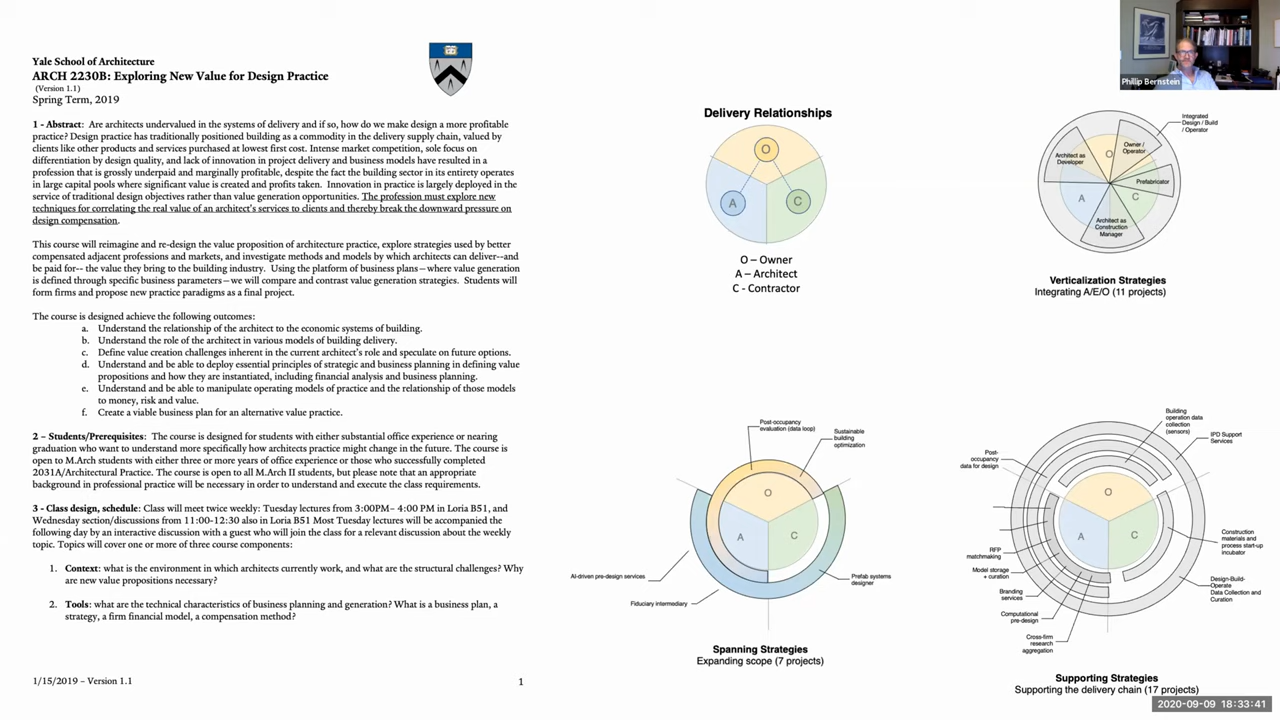 Yale School of Architecture
ARCH 2230B: Exploring New Value for Design Practice
(Version 1.1)
Spring Term, 2019
1 - Abstract: Are architects undervalued in the systems of delivery and if so, how do we make design a more profitable
practice? Design practice has traditionally positioned building as a commodity in the delivery supply chain, valued by
clients like other products and services purchased at lowest first cost. Intense market competition, sole focus on
differentiation by design quality, and lack of innovation in project delivery and business models have resulted in a
profession that is grossly underpaid and marginally profitable, despite the fact the building sector in its entirety operates
in large capital pools where significant value is created and profits taken. Innovation in practice is largely deployed in the
service of traditional design objectives rather than value generation opportunities. The profession must explore new
techniques for correlating the real value of an architect's services to clients and thereby break the downward pressure on
design compensation.
This course will reimagine and re-design the value proposition of architecture practice, explore strategies used by better
compensated adjacent professions and markets, and investigate methods and models by which architects can deliver--and
be paid for-- the value they bring to the building industry. Using the platform of business plans—where value generation
is defined through specific business parameters—we will compare and contrast value generation strategies. Students will
form firms and propose new practice paradigms as a final project.
The course is designed achieve the following outcomes:
a. Understand the relationship of the architect to the economic systems of building.
b. Understand the role of the architect in various models of building delivery.
c. Define value creation challenges inherent in the current architect's role and speculate on future options.
d. Understand and be able to deploy essential principles of strategic and business planning in defining value
propositions and how they are instantiated, including financial analysis and business planning.
e. Understand and be able to manipulate operating models of practice and the relationship of those models
to money, risk and value.
f. Create a viable business plan for an alternative value practice.
2 – Students/Prerequisites: The course is designed for students with either substantial office experience or nearing
graduation who want to understand more specifically how architects practice might change in the future. The course is
open to M.Arch students with either three or more years of office experience or those who successfully completed
2031A/Architectural Practice. The course is open to all M.Arch II students, but please note that an appropriate
background in professional practice will be necessary in order to understand and execute the class requirements.
3 - Class design, schedule: Class will meet twice weekly: Tuesday lectures from 3:00PM– 4:00 PM in Loria B51, and
Wednesday section/discussions from 11:00-12:30 also in Loria B51 Most Tuesday lectures will be accompanied the
following day by an interactive discussion with a guest who will join the class for a relevant discussion about the weekly
topic. Topics will cover one or more of three course components:
1. Context: what is the environment in which architects currently work, and what are the structural challenges? Why
are new value propositions necessary?
2. Tools: what are the technical characteristics of business planning and generation? What is a business plan, a
strategy, a firm financial model, a compensation method?
1/15/2019 – Version 1.1
1
Delivery Relationships
O
A
C
O – Owner
A – Architect
C - Contractor
Phillip Bernstein
Integrated
Design / Build
/ Operator
Owner /
Operator
Architect as
Developer
O
Prefabricator
A
C
Architect as
Construction
Manager
Verticalization Strategies
Integrating A/E/O (11 projects)
Post-occupancy
evaluation (data loop)
Sustainable
building
optimization
O
A
C
AI-driven pre-design services
Prefab systems
designer
Fiduciary intermediary
Spanning Strategies
Expanding scope (7 projects)
Building
operation data
collection
(sensors)
IPD Support
Services
Post-
occupancy
data for design
O
A
C
RFP
matchmaking
Construction
materials and
process start-up
incubator
Model storage
+ curation
Design-Build-
Operate
Data Collection and
Curation
Branding
services
Computational
pre-design
Cross-firm
research
aggregation
Supporting Strategies
Supporting the delivery chain (17 projects)
2020-09-09 18:33:41